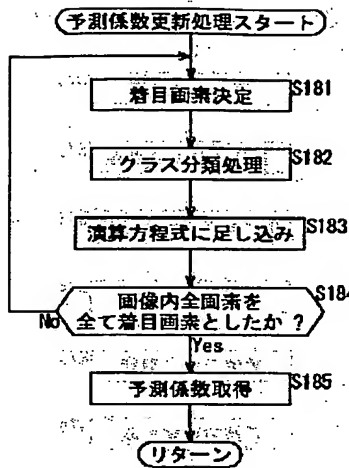 予測係数更新処理スタート
着目画素決定
S181
クラス分類処理
S182
演算方程式に足し込み
S183
画像内全画素を
全て着目画素としたか ?
S184
No
Yes
予測係数取得
S185
リターン